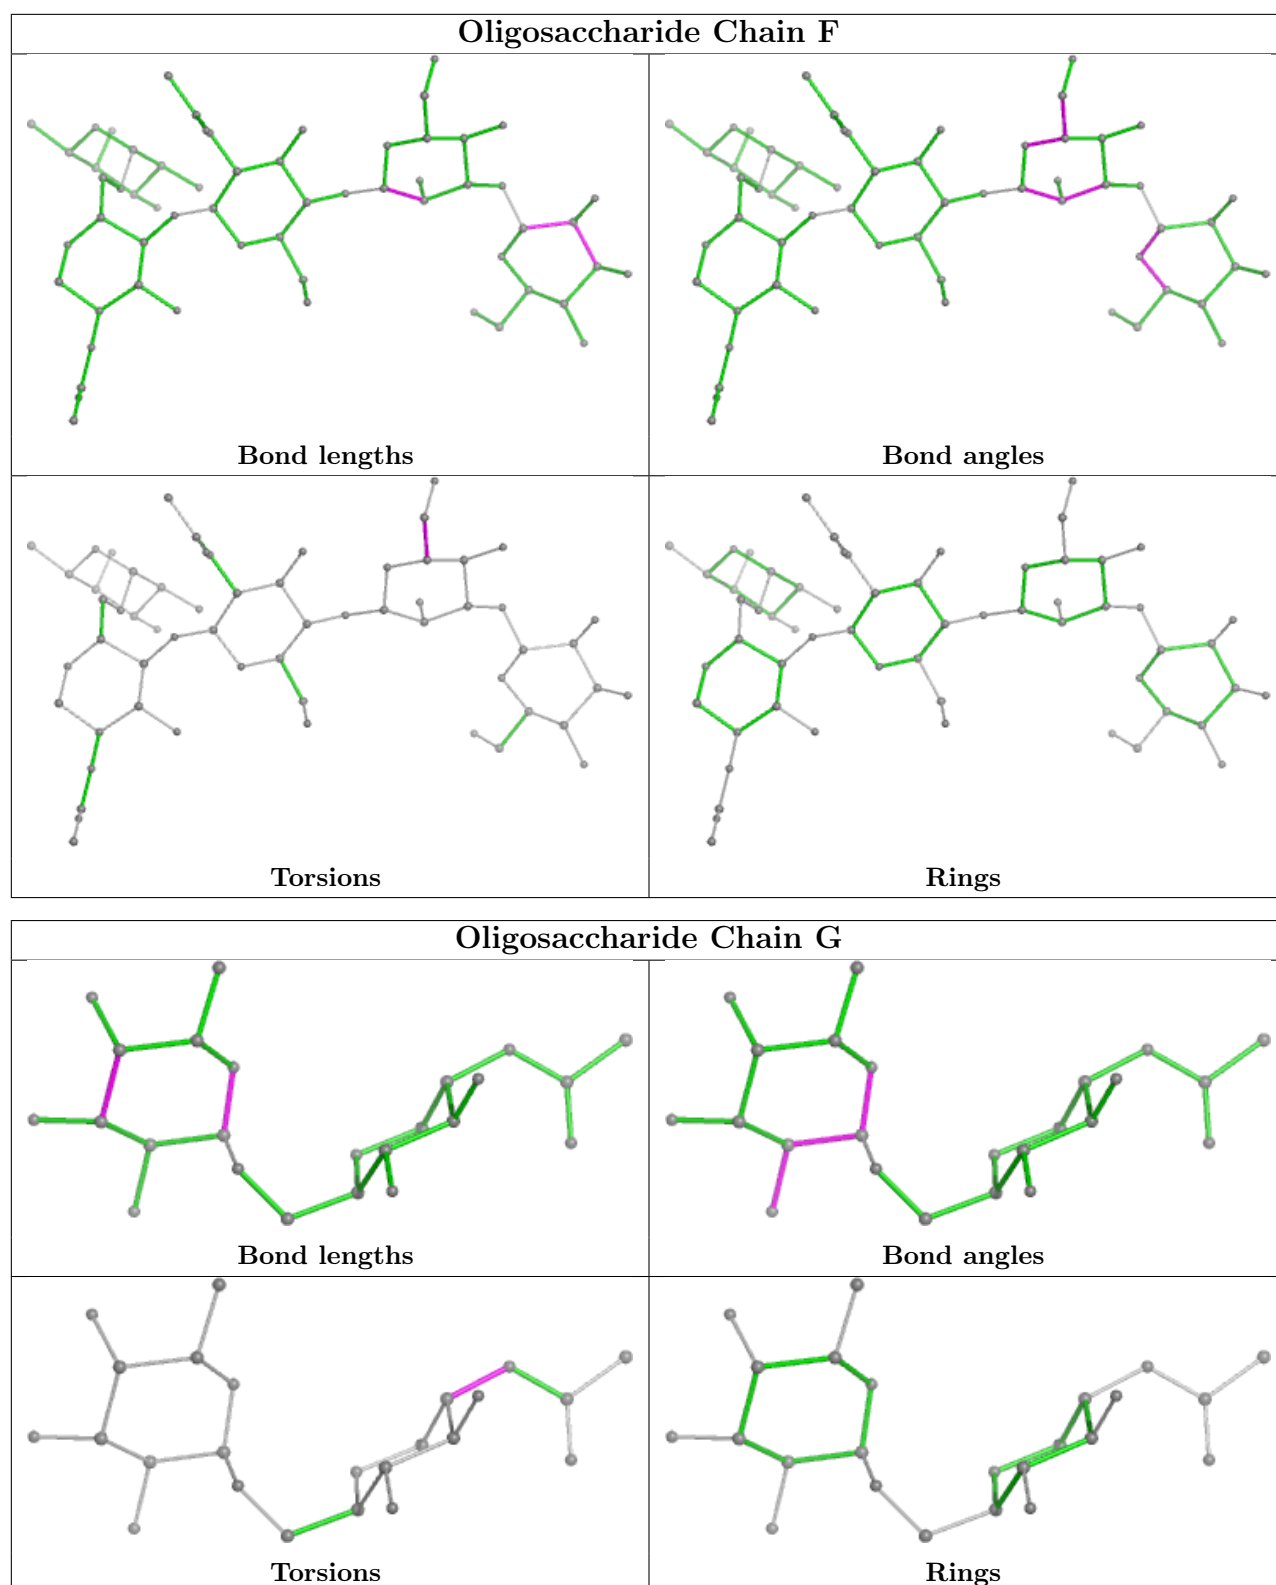 Oligosaccharide Chain F
Bond lengths
Bond angles
Torsions
Rings
Oligosaccharide Chain G
Bond lengths
Bond angles
Torsions
Rings